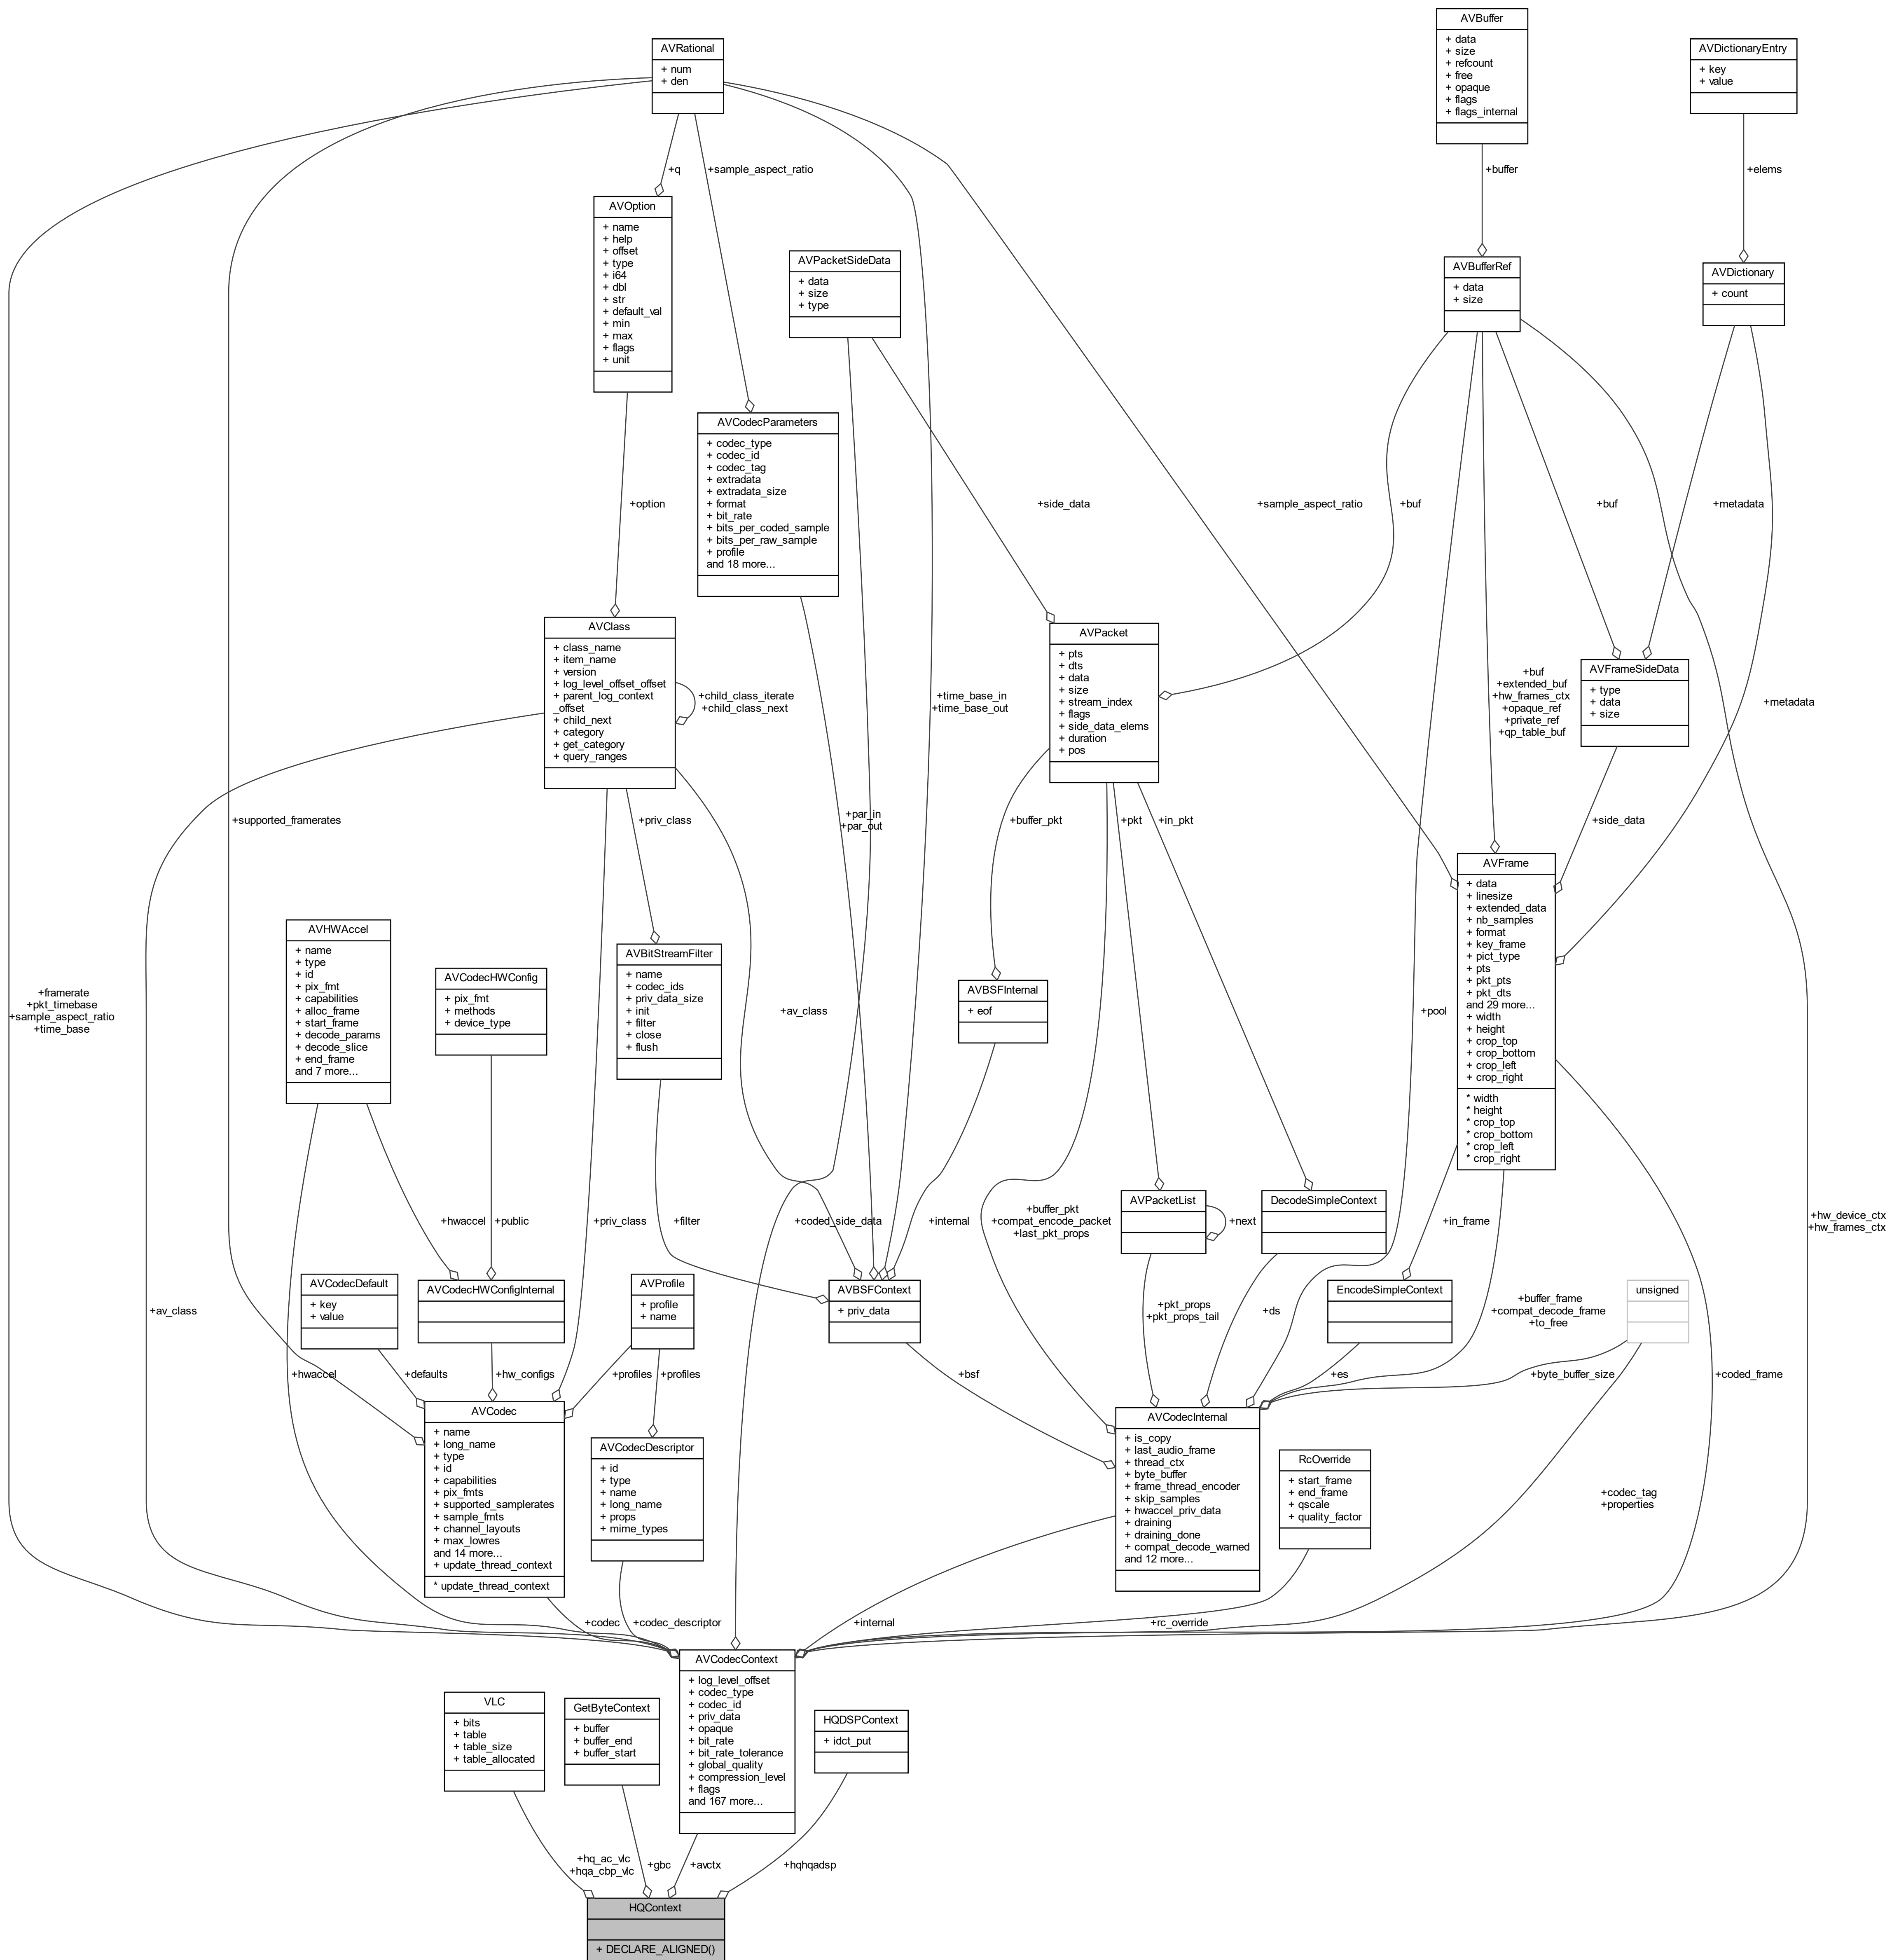 AVBuffer
+ data
+ size
+ refcount
+ free
+ opaque
+ flags
+ flags_internal
AVRational
+ num
+ den
AVDictionaryEntry
+ key
+ value
+q
+sample_aspect_ratio
+buffer
+elems
AVOption
+ name
+ help
+ offset
+ type
+ i64
+ dbl
+ str
+ default_val
+ min
+ max
+ flags
+ unit
AVPacketSideData
+ data
+ size
+ type
AVBufferRef
+ data
+ size
AVDictionary
+ count
AVCodecParameters
+ codec_type
+ codec_id
+ codec_tag
+ extradata
+ extradata_size
+ format
+ bit_rate
+ bits_per_coded_sample
+ bits_per_raw_sample
+ profile
and 18 more...
+option
+side_data
+sample_aspect_ratio
+buf
+buf
+metadata
AVClass
+ class_name
+ item_name
+ version
+ log_level_offset_offset
+ parent_log_context
_offset
+ child_next
+ category
+ get_category
+ query_ranges
+child_class_iterate
+child_class_next
+time_base_in
+time_base_out
AVPacket
+ pts
+ dts
+ data
+ size
+ stream_index
+ flags
+ side_data_elems
+ duration
+ pos
+buf
+extended_buf
+hw_frames_ctx
+opaque_ref
+private_ref
+qp_table_buf
AVFrameSideData
+ type
+ data
+ size
+metadata
+supported_framerates
+priv_class
+par_in
+par_out
+buffer_pkt
+pkt
+in_pkt
+side_data
AVFrame
+ data
+ linesize
+ extended_data
+ nb_samples
+ format
+ key_frame
+ pict_type
+ pts
+ pkt_pts
+ pkt_dts
and 29 more...
+ width
+ height
+ crop_top
+ crop_bottom
+ crop_left
+ crop_right
* width
* height
* crop_top
* crop_bottom
* crop_left
* crop_right
AVHWAccel
+ name
+ type
+ id
+ pix_fmt
+ capabilities
+ alloc_frame
+ start_frame
+ decode_params
+ decode_slice
+ end_frame
and 7 more...
AVCodecHWConfig
+ pix_fmt
+ methods
+ device_type
AVBitStreamFilter
+ name
+ codec_ids
+ priv_data_size
+ init
+ filter
+ close
+ flush
AVBSFInternal
+ eof
+framerate
+pkt_timebase
+sample_aspect_ratio
+time_base
+av_class
+pool
+hwaccel
+public
+priv_class
+filter
+coded_side_data
+internal
+buffer_pkt
+compat_encode_packet
+last_pkt_props
AVPacketList
+next
DecodeSimpleContext
+in_frame
+hw_device_ctx
+hw_frames_ctx
AVCodecDefault
+ key
+ value
AVCodecHWConfigInternal
AVProfile
+ profile
+ name
AVBSFContext
+ priv_data
+pkt_props
+pkt_props_tail
+ds
EncodeSimpleContext
+buffer_frame
+compat_decode_frame
+to_free
unsigned
+av_class
+hwaccel
+defaults
+hw_configs
+profiles
+profiles
+bsf
+es
+byte_buffer_size
+coded_frame
AVCodec
+ name
+ long_name
+ type
+ id
+ capabilities
+ pix_fmts
+ supported_samplerates
+ sample_fmts
+ channel_layouts
+ max_lowres
and 14 more...
+ update_thread_context
* update_thread_context
AVCodecDescriptor
+ id
+ type
+ name
+ long_name
+ props
+ mime_types
AVCodecInternal
+ is_copy
+ last_audio_frame
+ thread_ctx
+ byte_buffer
+ frame_thread_encoder
+ skip_samples
+ hwaccel_priv_data
+ draining
+ draining_done
+ compat_decode_warned
and 12 more...
RcOverride
+ start_frame
+ end_frame
+ qscale
+ quality_factor
+codec_tag
+properties
+codec
+codec_descriptor
+internal
+rc_override
AVCodecContext
+ log_level_offset
+ codec_type
+ codec_id
+ priv_data
+ opaque
+ bit_rate
+ bit_rate_tolerance
+ global_quality
+ compression_level
+ flags
and 167 more...
VLC
+ bits
+ table
+ table_size
+ table_allocated
GetByteContext
+ buffer
+ buffer_end
+ buffer_start
HQDSPContext
+ idct_put
+hq_ac_vlc
+hqa_cbp_vlc
+gbc
+avctx
+hqhqadsp
HQContext
+ DECLARE_ALIGNED()